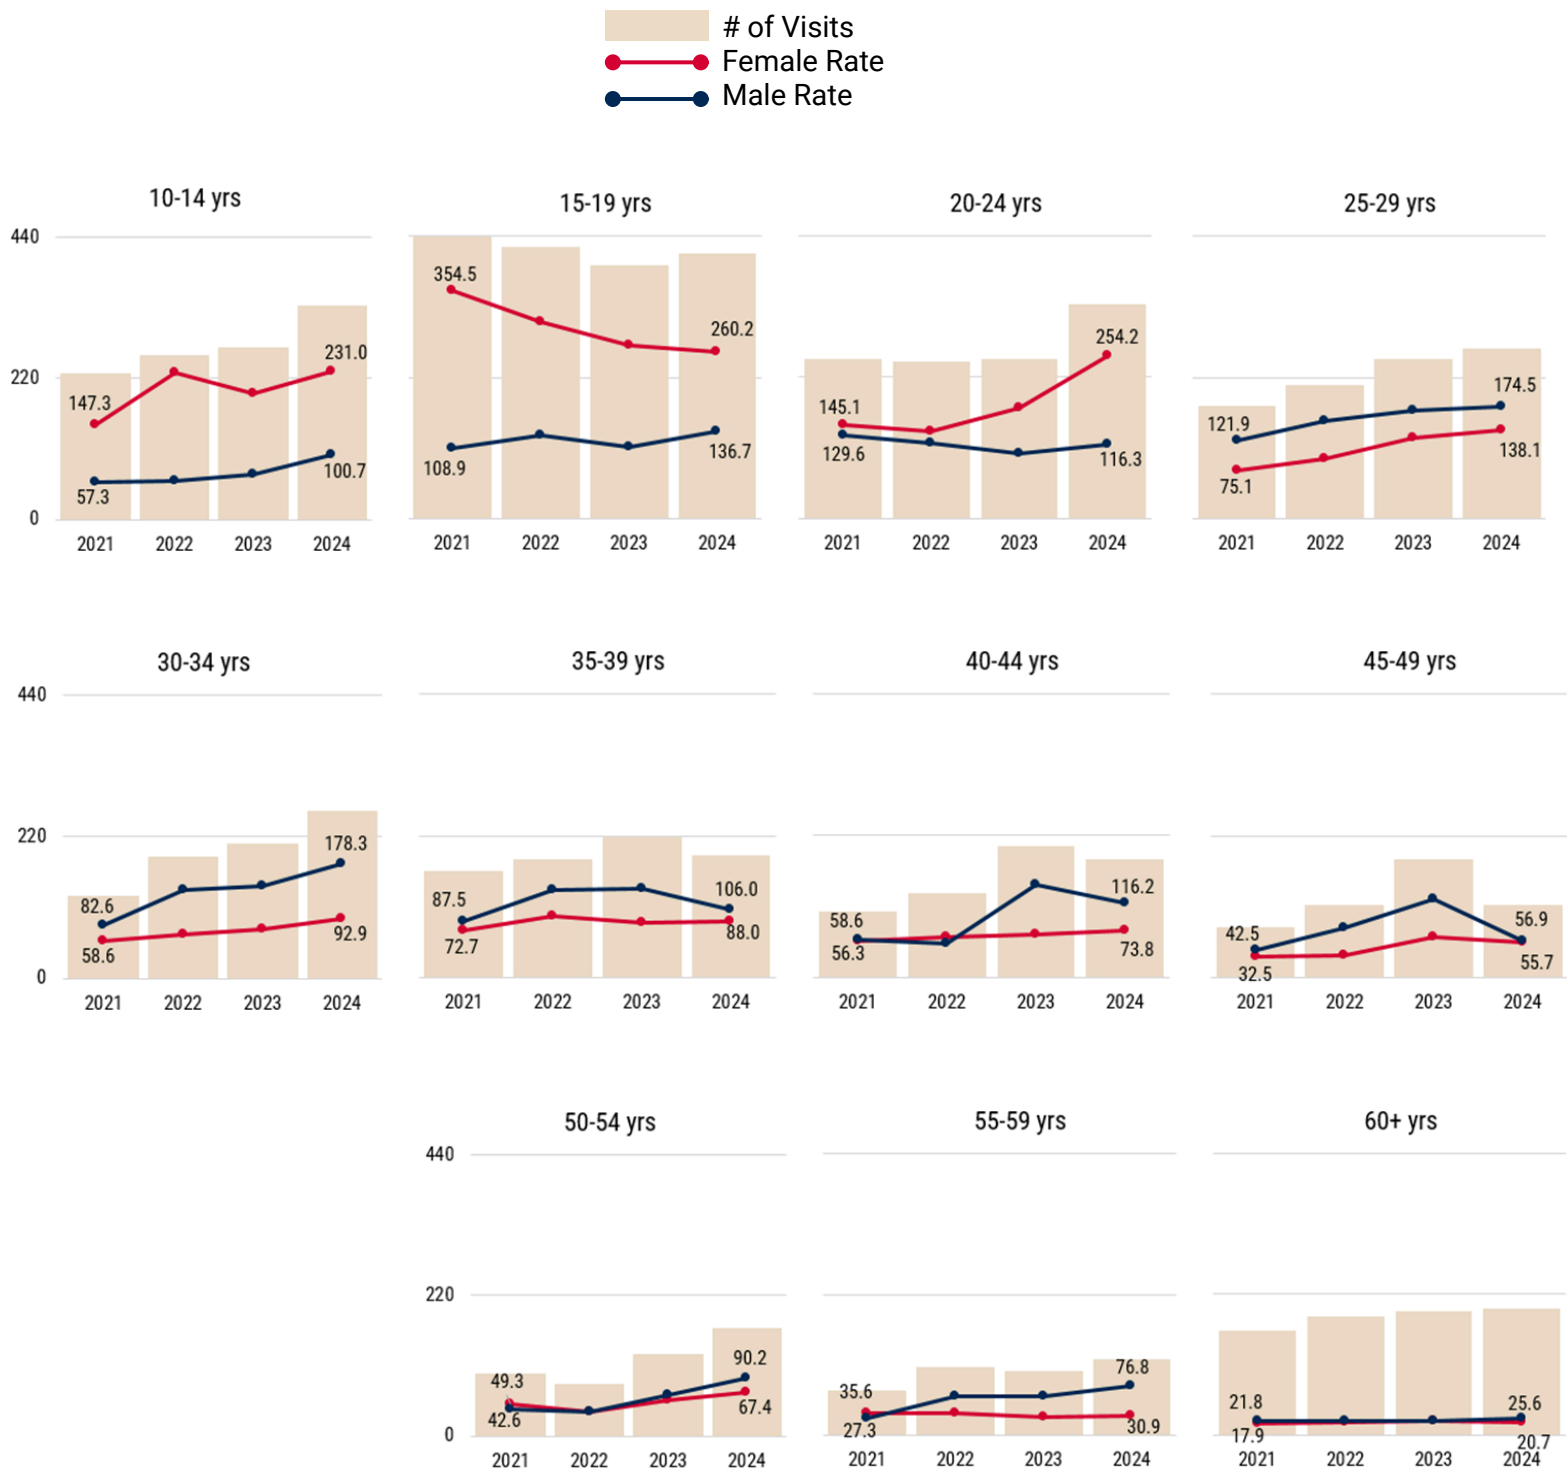 # of Visits
Female Rate
Male Rate
10-14 yrs
440
220
0
147.3
231.0
57.3
100.7
2021 2022 2023 2024
15-19 yrs
354.5
260.2
108.9
136.7
2021 2022 2023 2024
20-24 yrs
145.1
254.2
129.6
116.3
2021 2022 2023 2024
25-29 yrs
121.9
174.5
75.1
138.1
2021 2022 2023 2024
30-34 yrs
440
220
0
82.6
178.3
58.6
92.9
2021 2022 2023 2024
35-39 yrs
87.5
106.0
72.7
88.0
2021 2022 2023 2024
40-44 yrs
58.6
116.2
56.3
73.8
2021 2022 2023 2024
45-49 yrs
42.5
56.9
32.5
55.7
2021 2022 2023 2024
50-54 yrs
440
220
0
49.3
90.2
42.6
67.4
2021 2022 2023 2024
55-59 yrs
35.6
76.8
27.3
30.9
2021 2022 2023 2024
60+ yrs
21.8
25.6
17.9
20.7
2021 2022 2023 2024